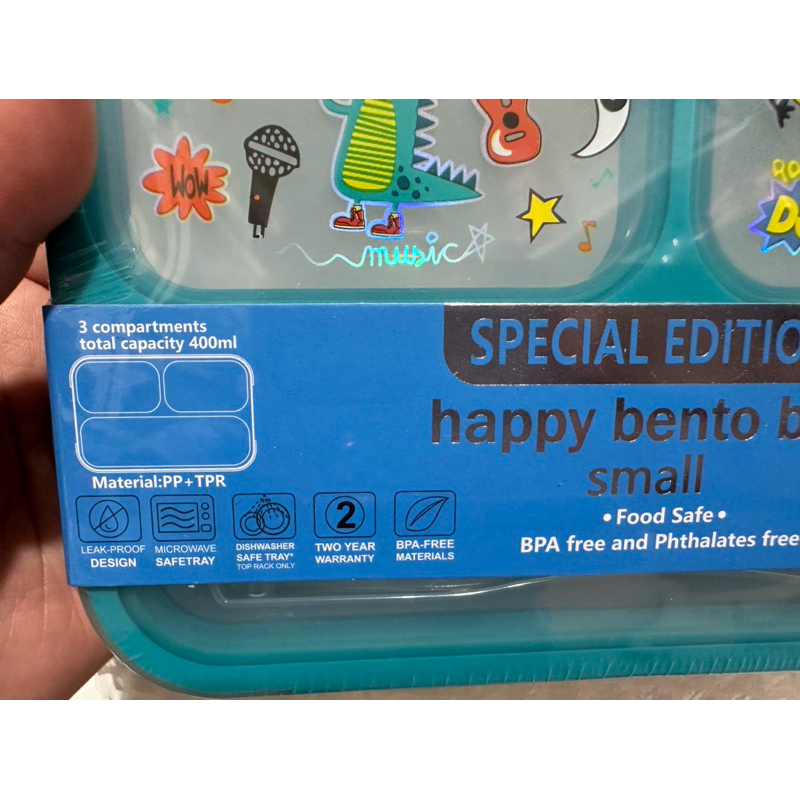 WOW
music
3 compartments
total capacity 400ml
Material:PP+TPR
SPECIAL EDITIO
happy bento b
small
•Food Safe•
BPA free and Phthalates free
LEAK-PROOF
DESIGN
MICROWAVE
SAFETRAY
DISHWASHER
SAFE TRAY*
TOP RACK ONLY
2
TWO YEAR
WARRANTY
BPA-FREE
MATERIALS